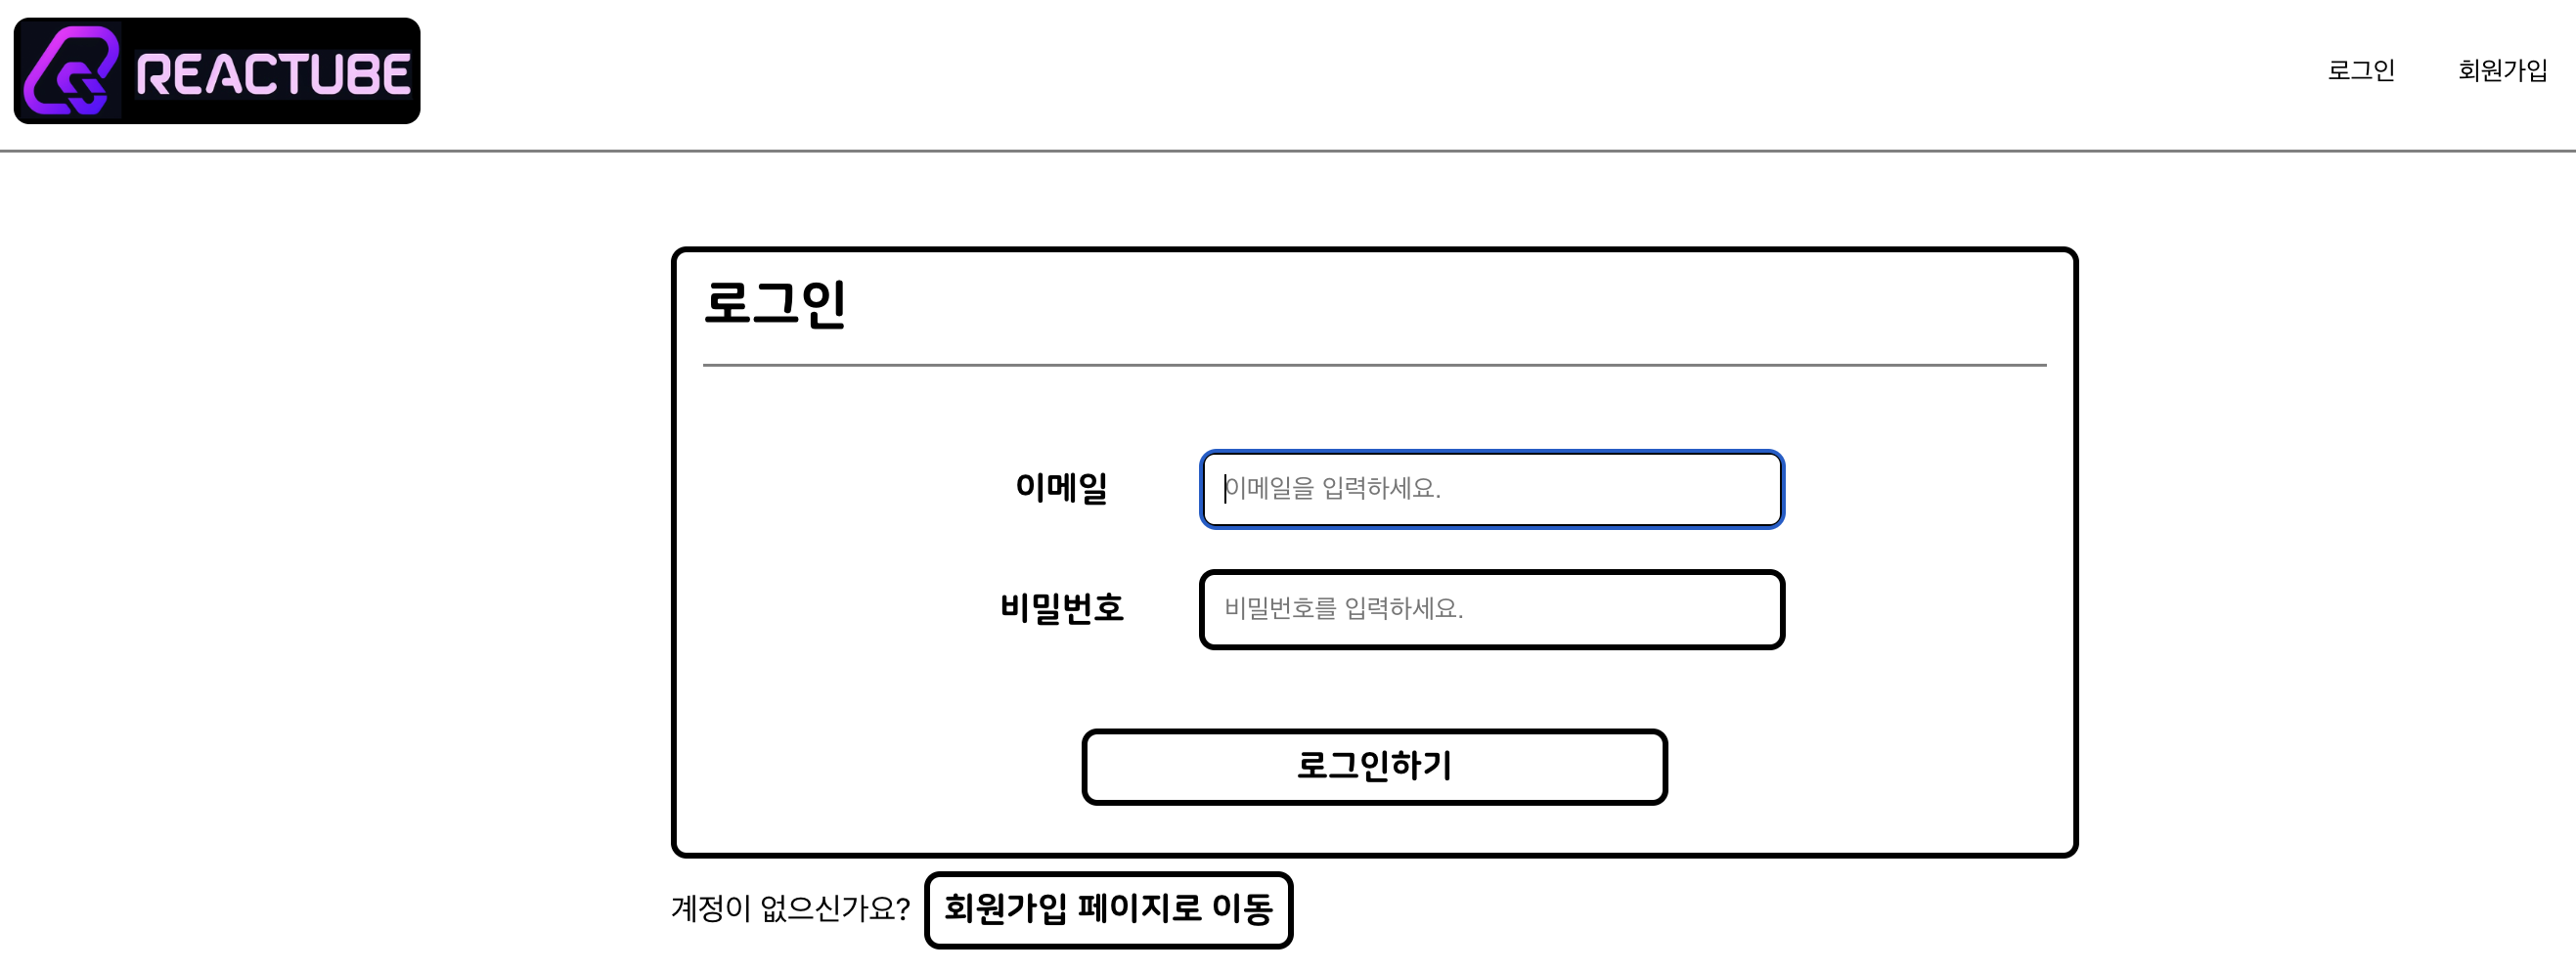 REACTUBE
로그인 회원가입
로그인
이메일 이메일을 입력하세요.
비밀번호 비밀번호를 입력하세요.
로그인하기
계정이 없으신가요? 회원가입 페이지로 이동